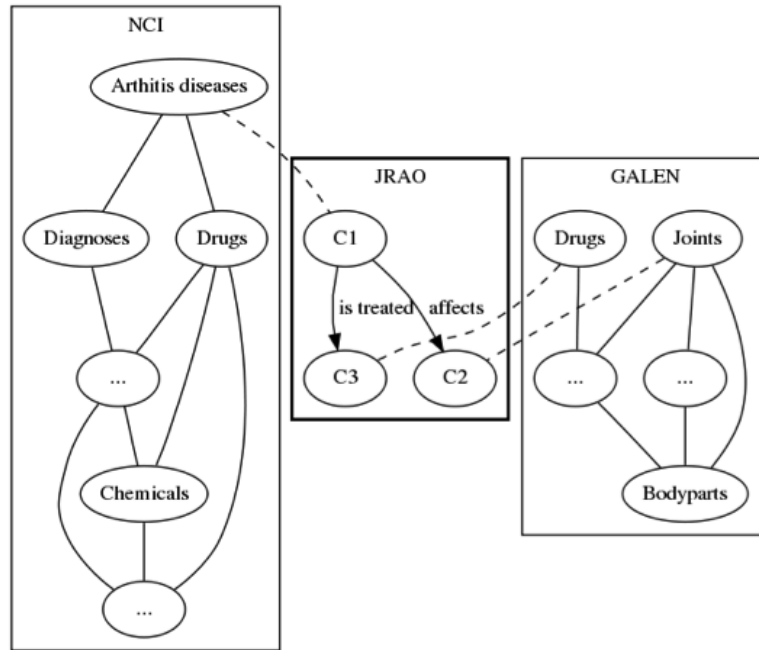 NCI
Arthitis diseases
Diagnoses
Drugs
...
Chemicals
...
JRAO
C1
is treated
affects
C3
C2
GALEN
Drugs
Joints
...
...
Bodyparts